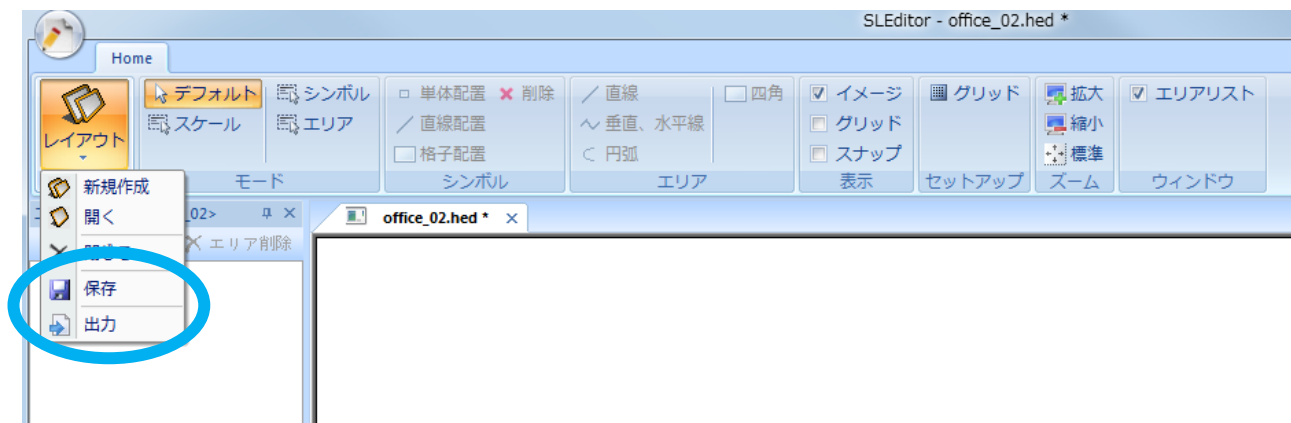 SLEditor - office_02.hed *
Home
レイアウト
デフォルト
スケール
シンボル
エリア
モード
単体配置 削除
直線配置
格子配置
シンボル
直線
垂直、水平線
円弧
四角
エリア
イメージ
グリッド
スナップ
表示
グリッド
セットアップ
拡大
縮小
標準
ズーム
エリアリスト
ウィンドウ
新規作成
開く
保存
出力
_02>
エリア削除
office_02.hed *